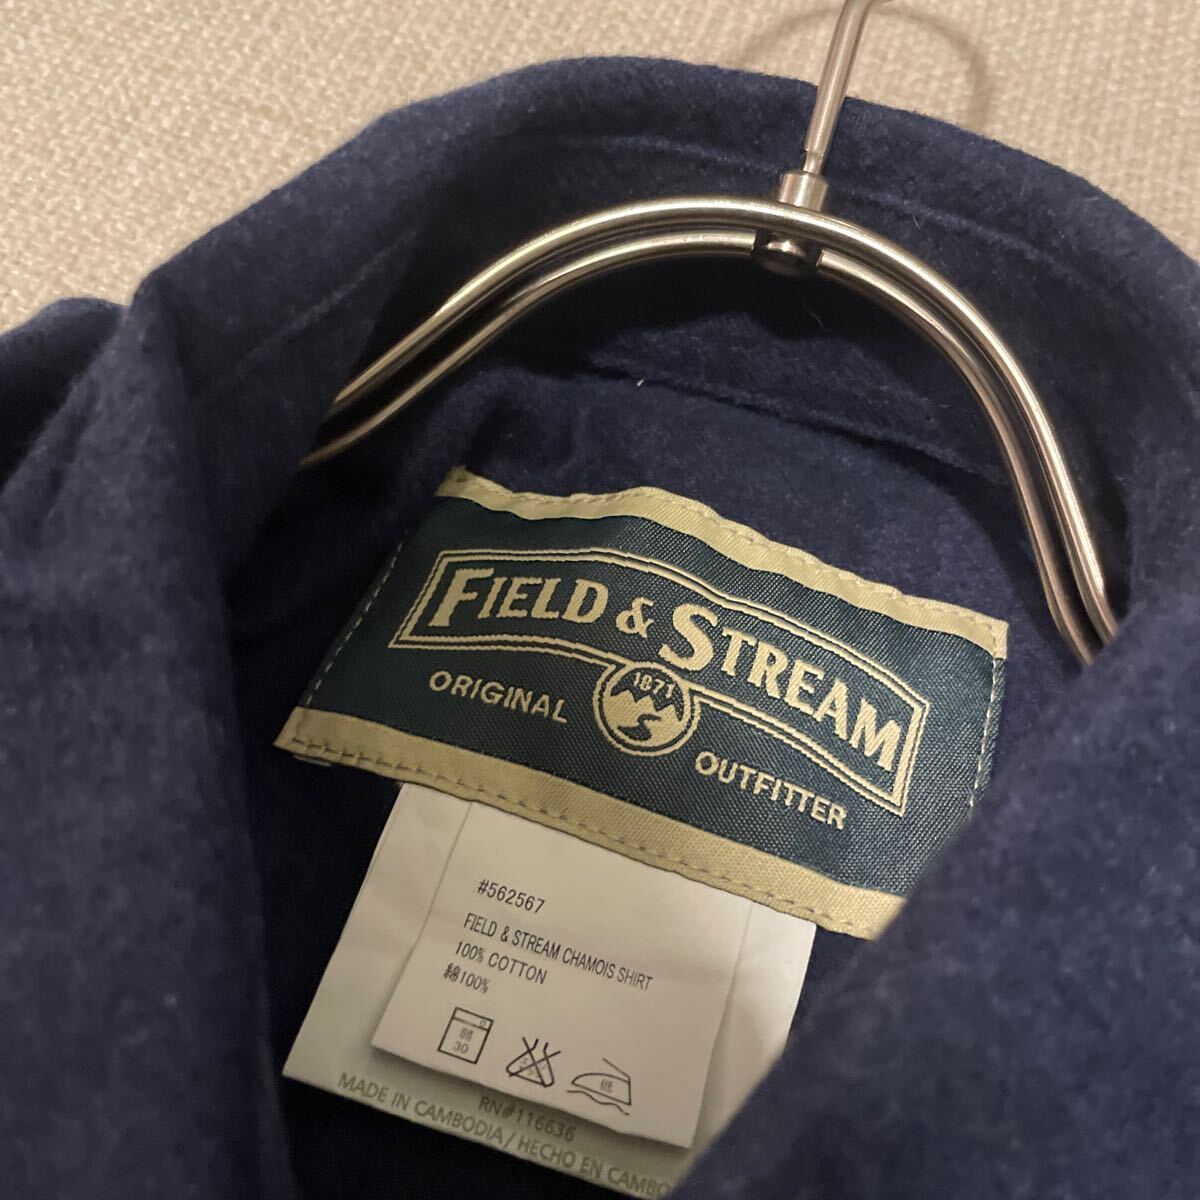 FIELD & STREAM
1871
ORIGINAL OUTFITTER
#562567
FIELD & STREAM CHAMOIS SHIRT
100% COTTON
綿100%
30
低
RN#116636
MADE IN CAMBODIA / HECHO EN CAMBO